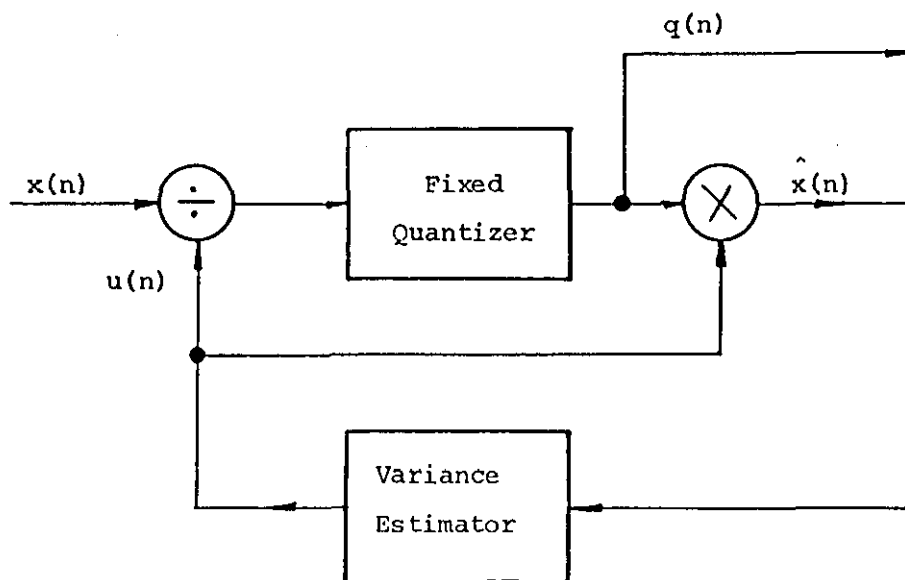 q(n)
x(n)
÷
Fixed
Quantizer
×
x̂(n)
u(n)
Variance
Estimator